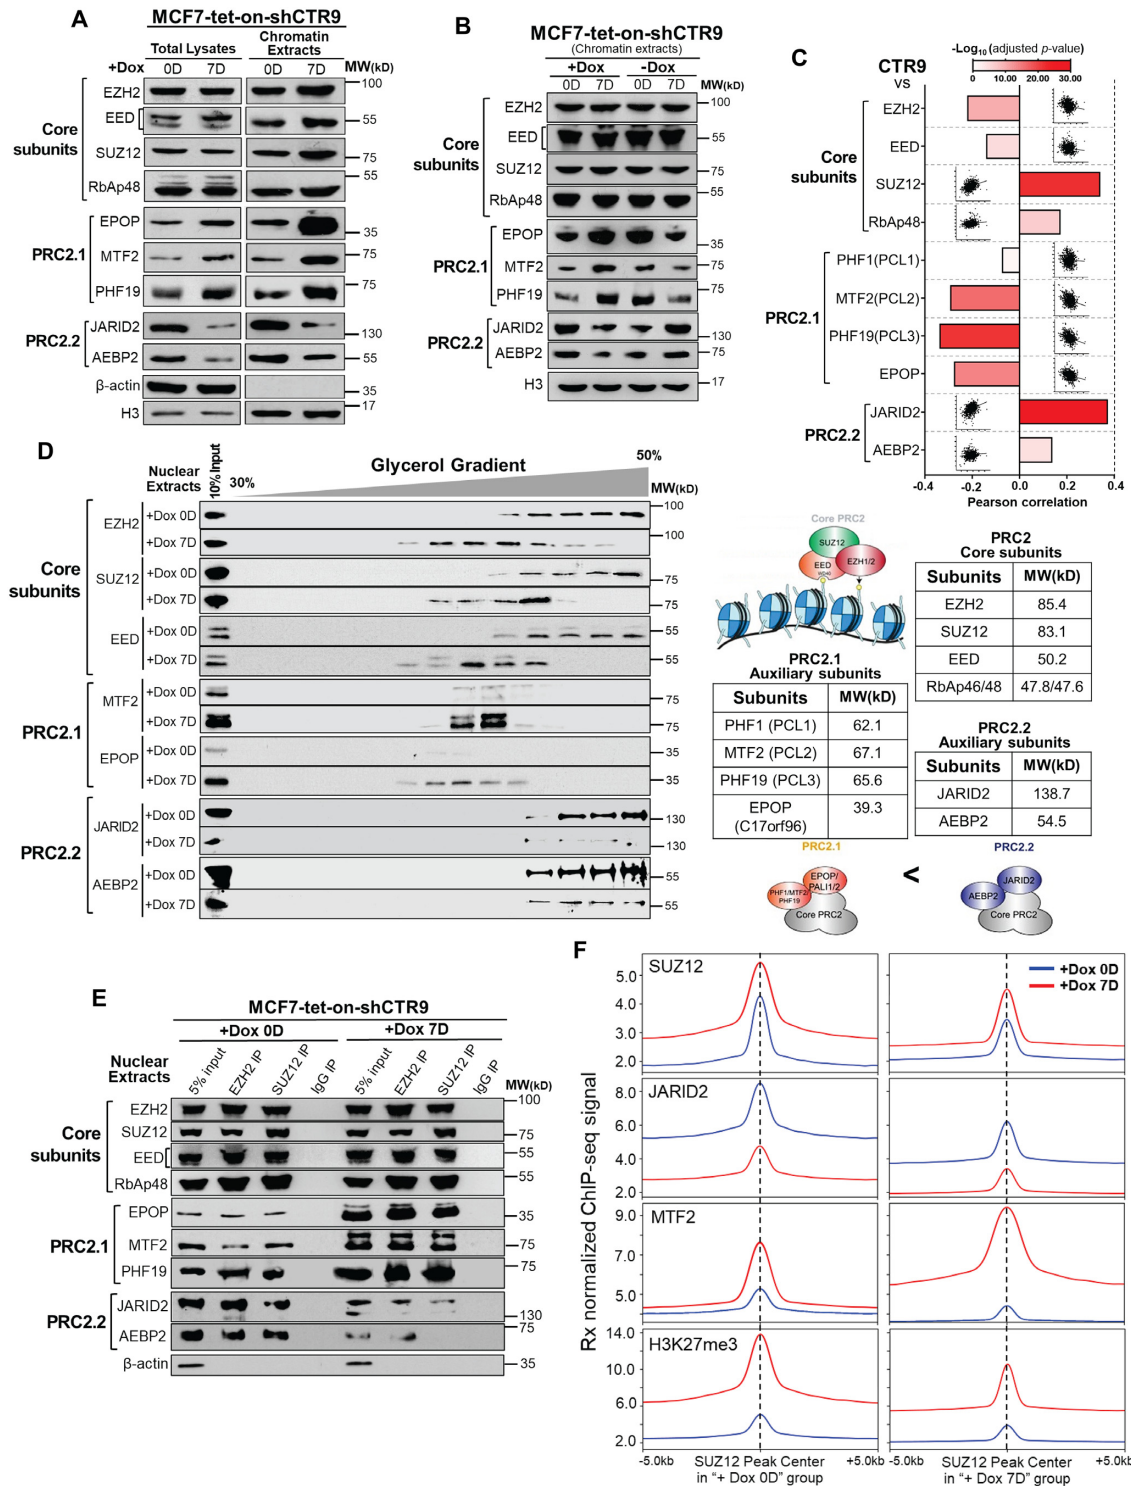 A
MCF7-tet-on-shCTR9
Total Lysates
Chromatin
Extracts
+Dox 0D 7D 0D 7D MW(kD)
Core
subunits
EZH2
100
EED
55
SUZ12
75
RbAp48
55
PRC2.1
EPOP
35
MTF2
75
PHF19
75
PRC2.2
JARID2
130
AEBP2
55
β-actin
35
H3
17
B
MCF7-tet-on-shCTR9
(Chromatin extracts)
+Dox -Dox
0D 7D 0D 7D MW(kD)
Core
subunits
EZH2
100
EED
55
SUZ12
75
RbAp48
55
PRC2.1
EPOP
35
MTF2
75
PHF19
75
PRC2.2
JARID2
130
AEBP2
75
H3
17
C
-Log10 (adjusted p-value)
0.00 10.00 20.00 30.00
CTR9
VS
Core
subunits
EZH2
EED
SUZ12
RbAp48
PRC2.1
PHF1(PCL1)
MTF2(PCL2)
PHF19(PCL3)
EPOP
PRC2.2
JARID2
AEBP2
-0.4 -0.2 0.0 0.2 0.4
Pearson correlation
D
Nuclear
Extracts
10% Input
30%
Glycerol Gradient
50%
MW(kD)
Core
subunits
EZH2
+Dox 0D
100
+Dox 7D
100
SUZ12
+Dox 0D
75
+Dox 7D
75
EED
+Dox 0D
55
+Dox 7D
55
PRC2.1
MTF2
+Dox 0D
75
+Dox 7D
75
EPOP
+Dox 0D
35
+Dox 7D
35
PRC2.2
JARID2
+Dox 0D
130
+Dox 7D
130
AEBP2
+Dox 0D
55
+Dox 7D
55
Core PRC2
SUZ12
EED
WD40
EZH1/2
PRC2
Core subunits
Subunits MW(kD)
EZH2 85.4
SUZ12 83.1
EED 50.2
RbAp46/48 47.8/47.6
PRC2.1
Auxiliary subunits
Subunits MW(kD)
PHF1 (PCL1) 62.1
MTF2 (PCL2) 67.1
PHF19 (PCL3) 65.6
EPOP
(C17orf96)
39.3
PRC2.2
Auxiliary subunits
Subunits MW(kD)
JARID2 138.7
AEBP2 54.5
PRC2.1
EPOP/
PALI1/2
PHF1/MTF2/
PHF19
Core PRC2
<
PRC2.2
JARID2
AEBP2
Core PRC2
E
MCF7-tet-on-shCTR9
+Dox 0D +Dox 7D
Nuclear
Extracts
5% input EZH2 IP SUZ12 IP IgG IP 5% input EZH2 IP SUZ12 IP IgG IP
MW(kD)
Core
subunits
EZH2
100
SUZ12
75
EED
55
RbAp48
55
PRC2.1
EPOP
35
MTF2
75
PHF19
75
PRC2.2
JARID2
130
AEBP2
75
β-actin
35
F
Rx normalized ChIP-seq signal
SUZ12
5.0
4.0
3.0
2.0
+Dox 0D
+Dox 7D
JARID2
8.0
6.0
4.0
2.0
MTF2
9.0
7.0
5.0
H3K27me3
14.0
10.0
6.0
2.0
-5.0kb SUZ12 Peak Center +5.0kb
in "+ Dox 0D" group
-5.0kb SUZ12 Peak Center +5.0kb
in "+ Dox 7D" group